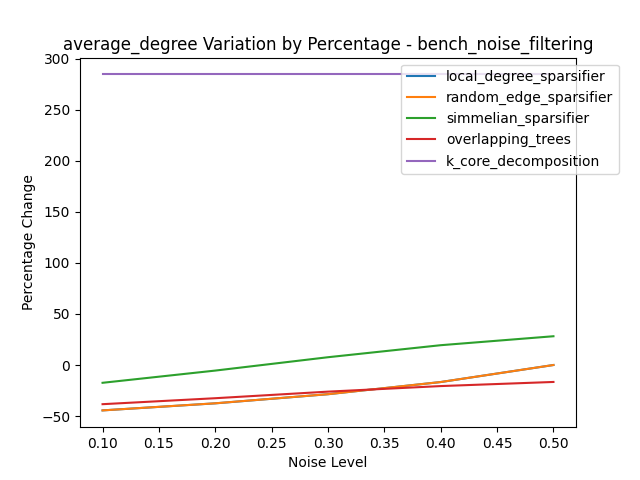 average_degree Variation by Percentage - bench_noise_filtering
300
250
200
150
100
50
0
−50
Percentage Change
local_degree_sparsifier
random_edge_sparsifier
simmelian_sparsifier
overlapping_trees
k_core_decomposition
0.10 0.15 0.20 0.25 0.30 0.35 0.40 0.45 0.50
Noise Level